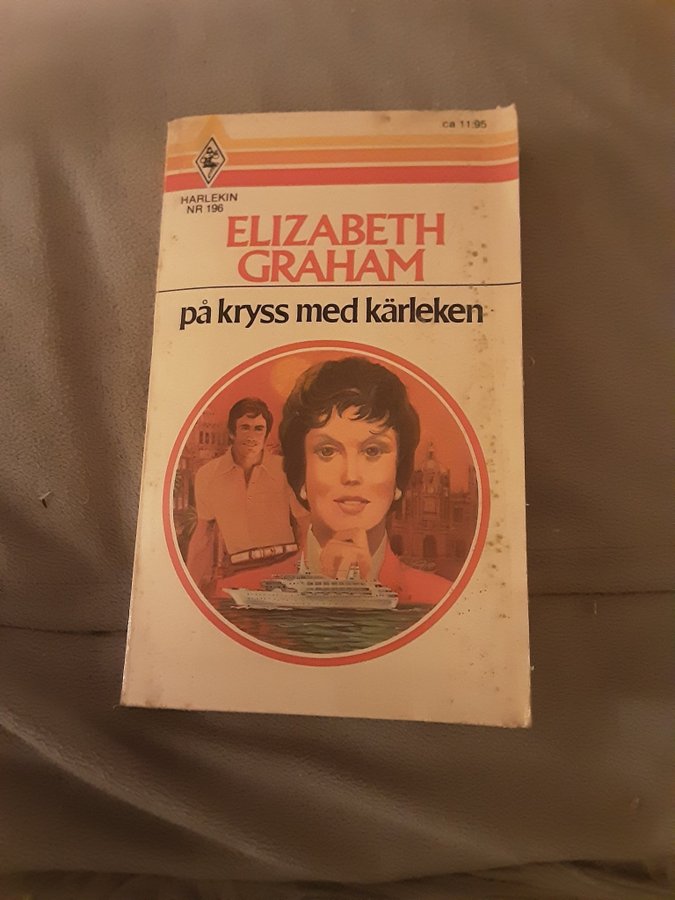 ca 11:95
HARLEKIN
NR 196
ELIZABETH
GRAHAM
på kryss med kärleken